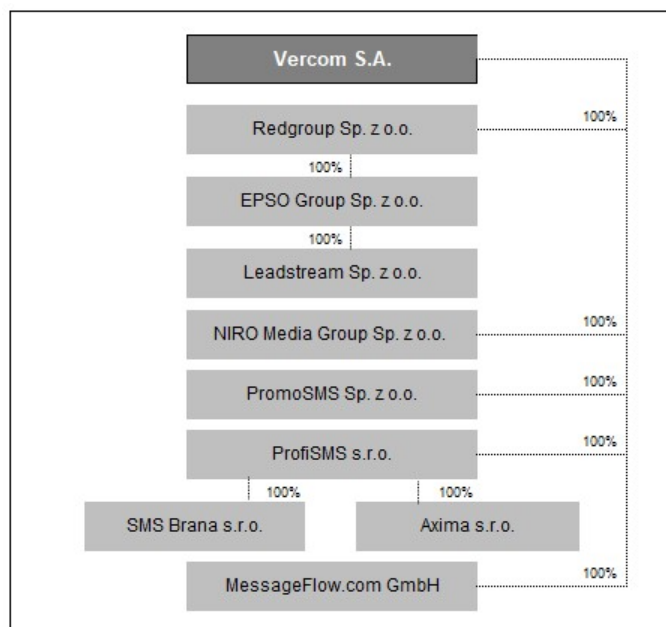 Vercom S.A.
100%
Redgroup Sp. z o.o.
100%
EPSO Group Sp. z o.o.
100%
Leadstream Sp. z o.o.
100%
NIRO Media Group Sp. z o.o.
100%
PromoSMS Sp. z o.o.
100%
ProfiSMS s.r.o.
100% 100%
SMS Brana s.r.o. Axima s.r.o.
100%
MessageFlow.com GmbH